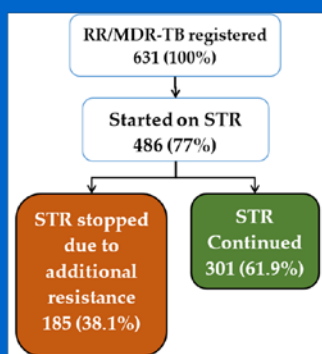 RR/MDR-TB registered
631 (100%)
Started on STR
486 (77%)
STR stopped
due to
additional
resistance
185 (38.1%)
STR
Continued
301 (61.9%)